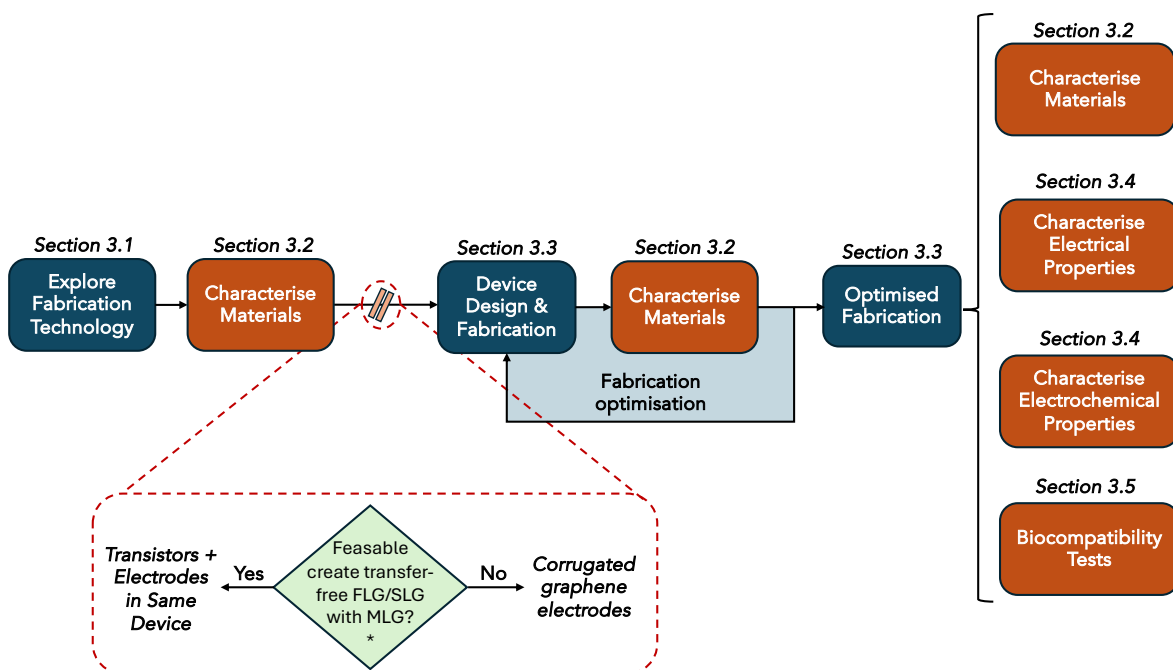 Section 3.1
Explore
Fabrication
Technology
Section 3.2
Characterise
Materials
Section 3.3
Device
Design &
Fabrication
Section 3.2
Characterise
Materials
Fabrication
optimisation
Section 3.3
Optimised
Fabrication
Section 3.2
Characterise
Materials
Section 3.4
Characterise
Electrical
Properties
Section 3.4
Characterise
Electrochemical
Properties
Section 3.5
Biocompatibility
Tests
Transistors +
Electrodes
in Same
Device
Yes
Feasable
create transfer-
free FLG/SLG
with MLG?
*
No
Corrugated
graphene
electrodes